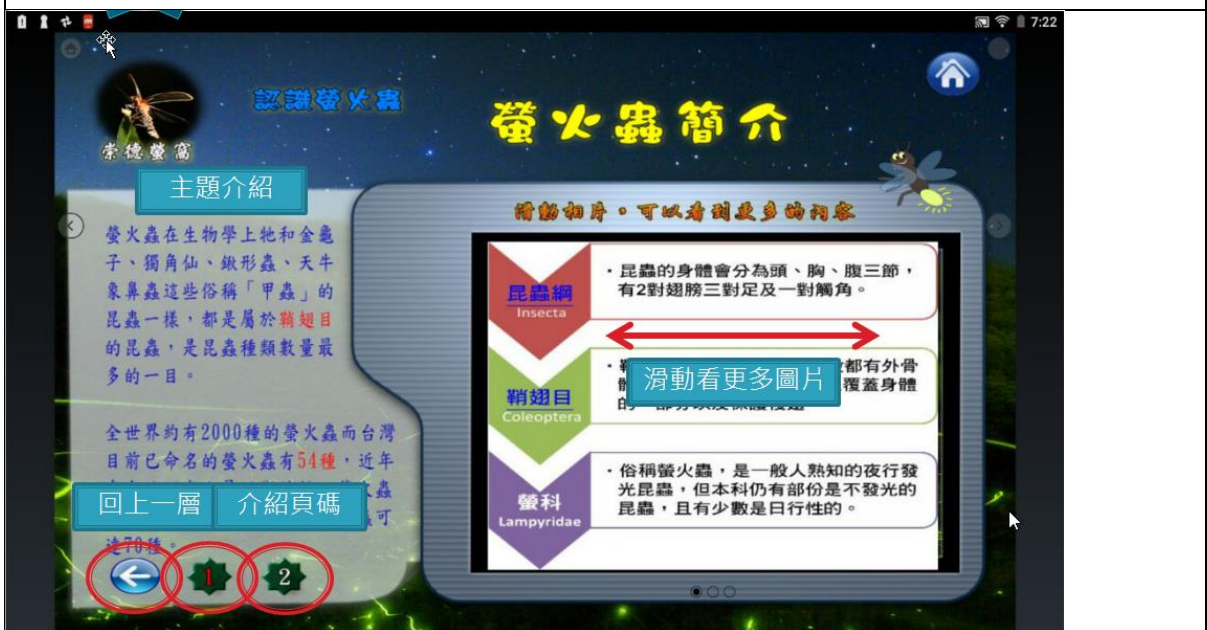 7:22
認識螢火蟲
螢火蟲簡介
崇德螢窩
主題介紹
螢火蟲在生物學上牠和金龜
子、獨角仙、鍬形蟲、天牛
象鼻蟲這些俗稱「甲蟲」的
昆蟲一樣，都是屬於鞘翅目
的昆蟲，是昆蟲種類數量最
多的一目。
全世界約有2000種的螢火蟲而台灣
目前已命名的螢火蟲有54種，近年
蟲
可
達70種。
回上一層
介紹頁碼
1
2
滑動相片。可以看到更多的內容
昆蟲綱
Insecta
・昆蟲的身體會分為頭、胸、腹三節，
有2對翅膀三對足及一對觸角。
鞘翅目
Coleoptera
都有外骨
覆蓋身體
滑動看更多圖片
螢科
Lampyridae
・俗稱螢火蟲，是一般人熟知的夜行發
光昆蟲，但本科仍有部份是不發光的
昆蟲，且有少數是日行性的。